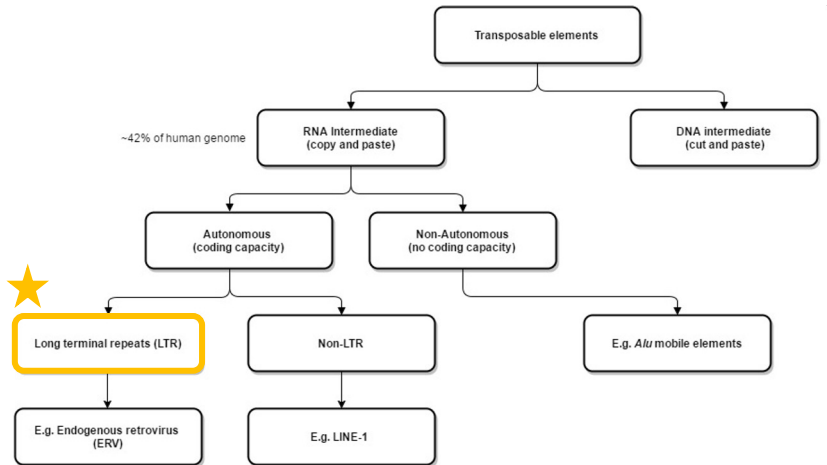 Transposable elements
~42% of human genome
RNA Intermediate
(copy and paste)
DNA intermediate
(cut and paste)
Autonomous
(coding capacity)
Non-Autonomous
(no coding capacity)
Long terminal repeats (LTR)
Non-LTR
E.g. Alu mobile elements
E.g. Endogenous retrovirus
(ERV)
E.g. LINE-1